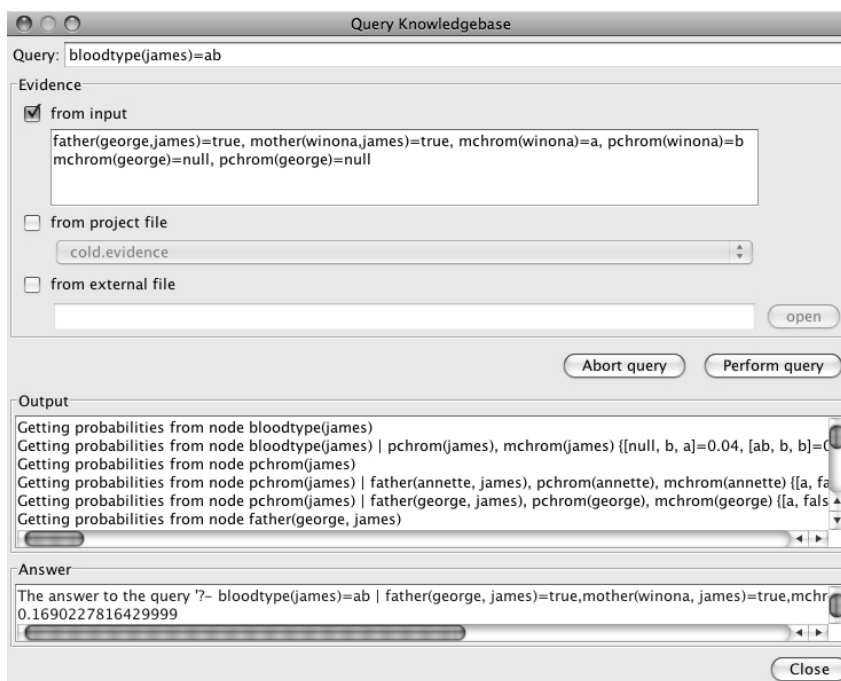 Query Knowledgebase
Query: bloodtype(james)=ab
Evidence
from input
father(george,james)=true, mother(winona,james)=true, mchrom(winona)=a, pchrom(winona)=b
mchrom(george)=null, pchrom(george)=null
from project file
cold.evidence
from external file
open
Abort query Perform query
Output
Getting probabilities from node bloodtype(james)
Getting probabilities from node bloodtype(james) | pchrom(james), mchrom(james) {[null, b, a]=0.04, [ab, b, b]=0
Getting probabilities from node pchrom(james)
Getting probabilities from node pchrom(james) | father(annette, james), pchrom(annette), mchrom(annette) {[a, fa
Getting probabilities from node pchrom(james) | father(george, james), pchrom(george), mchrom(george) {[a, fals
Getting probabilities from node father(george, james)
Answer
The answer to the query '?- bloodtype(james)=ab | father(george, james)=true,mother(winona, james)=true,mchr
0.1690227816429999
Close